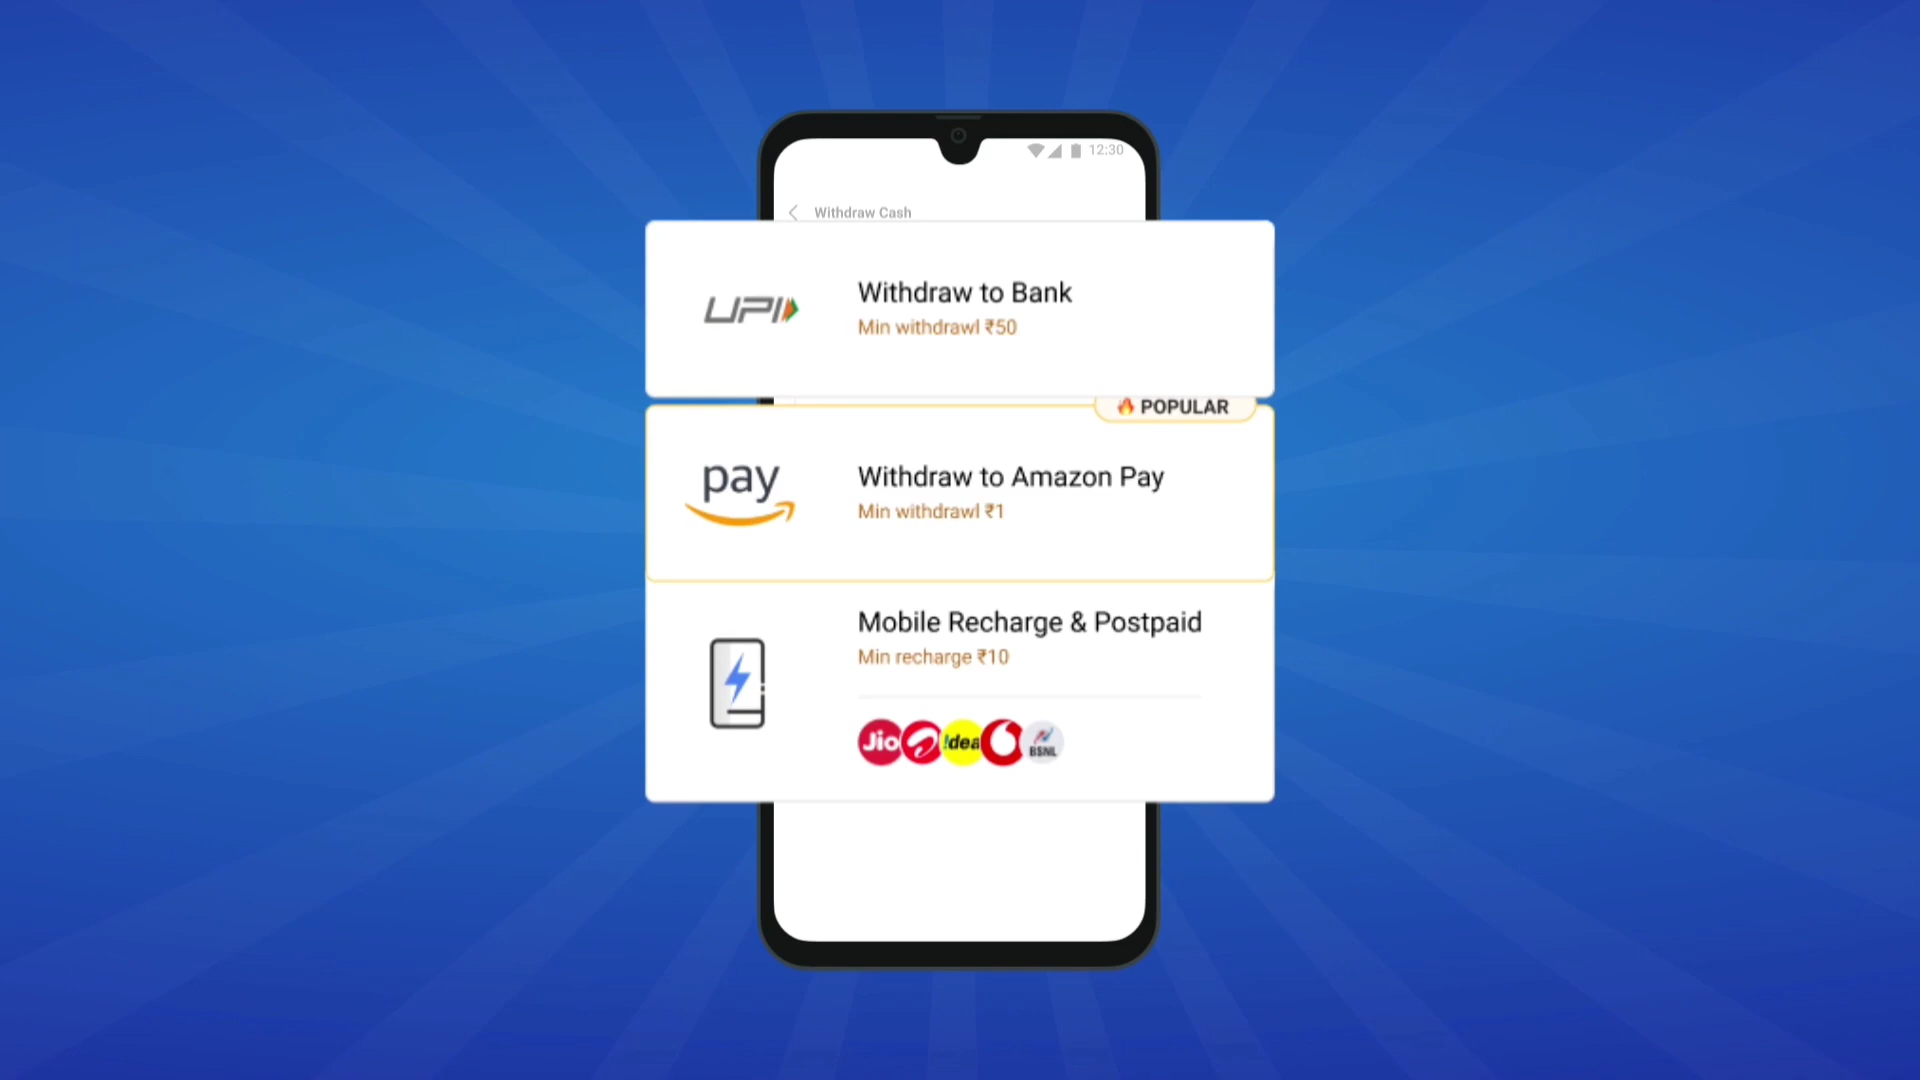 12:30
Withdraw Cash
UPI
Withdraw to Bank
Min withdrawl ₹50
POPULAR
pay
Withdraw to Amazon Pay
Min withdrawl ₹1
Mobile Recharge & Postpaid
Min recharge ₹10
Jio
!dea
BSNL